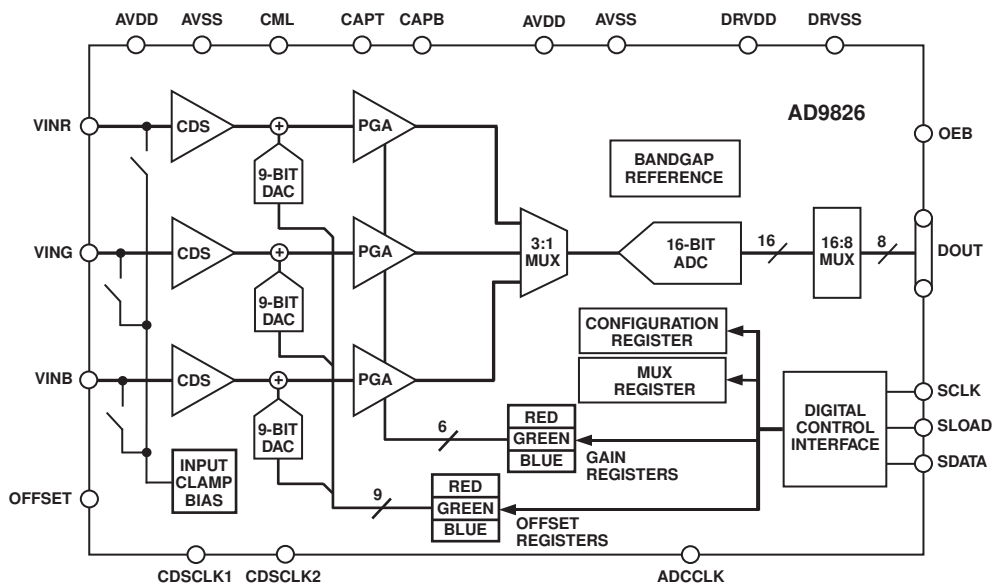 AVDD AVSS CML CAPT CAPB AVDD AVSS DRVDD DRVSS
AD9826
VINR
CDS
+
PGA
OEB
9-BIT
DAC
BANDGAP
REFERENCE
VING
CDS
+
PGA
3:1
MUX
16-BIT
ADC
16
16:8
MUX
8
DOUT
9-BIT
DAC
CONFIGURATION
REGISTER
MUX
REGISTER
VINB
CDS
+
PGA
9-BIT
DAC
6
RED
GREEN
BLUE
GAIN
REGISTERS
DIGITAL
CONTROL
INTERFACE
SCLK
SLOAD
SDATA
INPUT
CLAMP
BIAS
OFFSET
9
RED
GREEN
BLUE
OFFSET
REGISTERS
CDSCLK1 CDSCLK2 ADCCLK